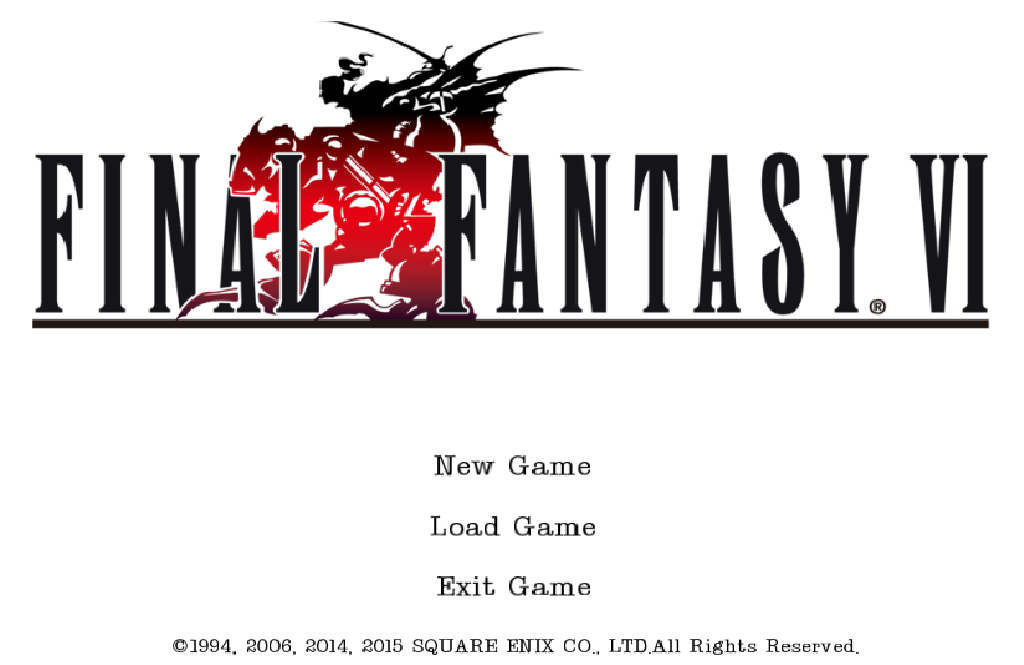 FINAL FANTASY VI®
New Game
Load Game
Exit Game
©1994, 2006, 2014, 2015 SQUARE ENIX CO., LTD.All Rights Reserved.